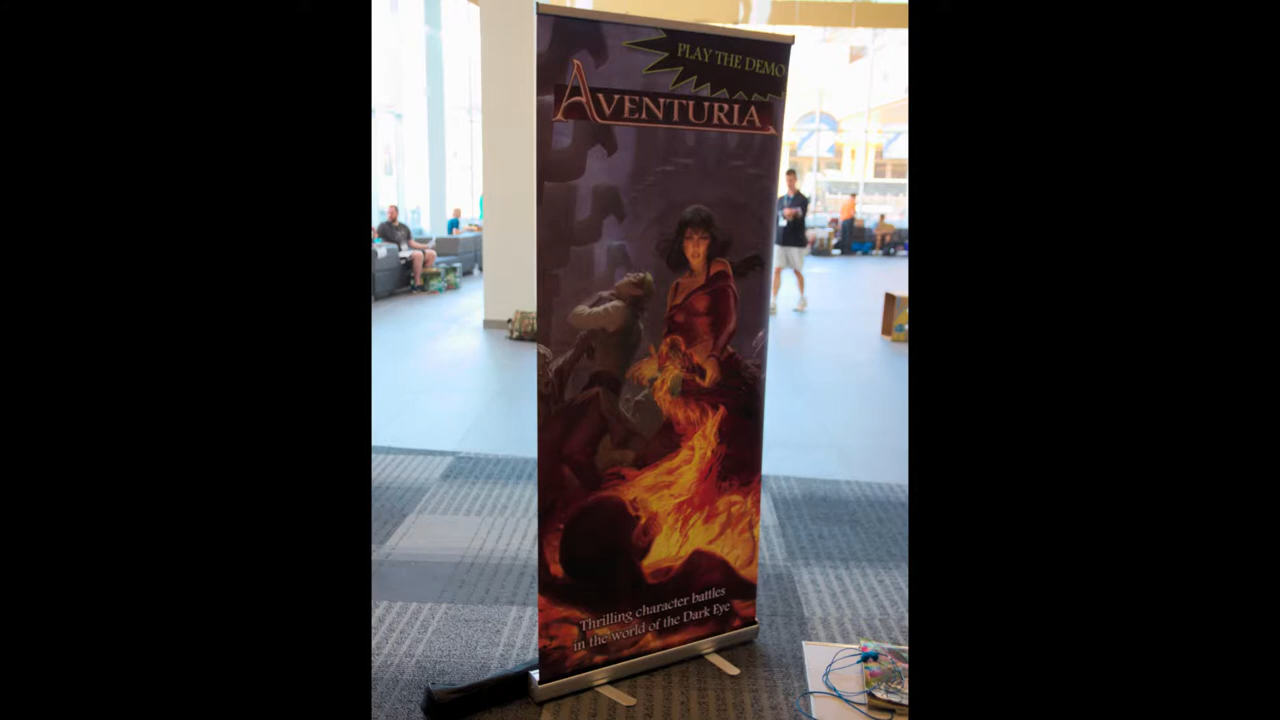 PLAY THE DEMO
AVENTURIA
Thrilling character battles
in the world of the Dark Eye